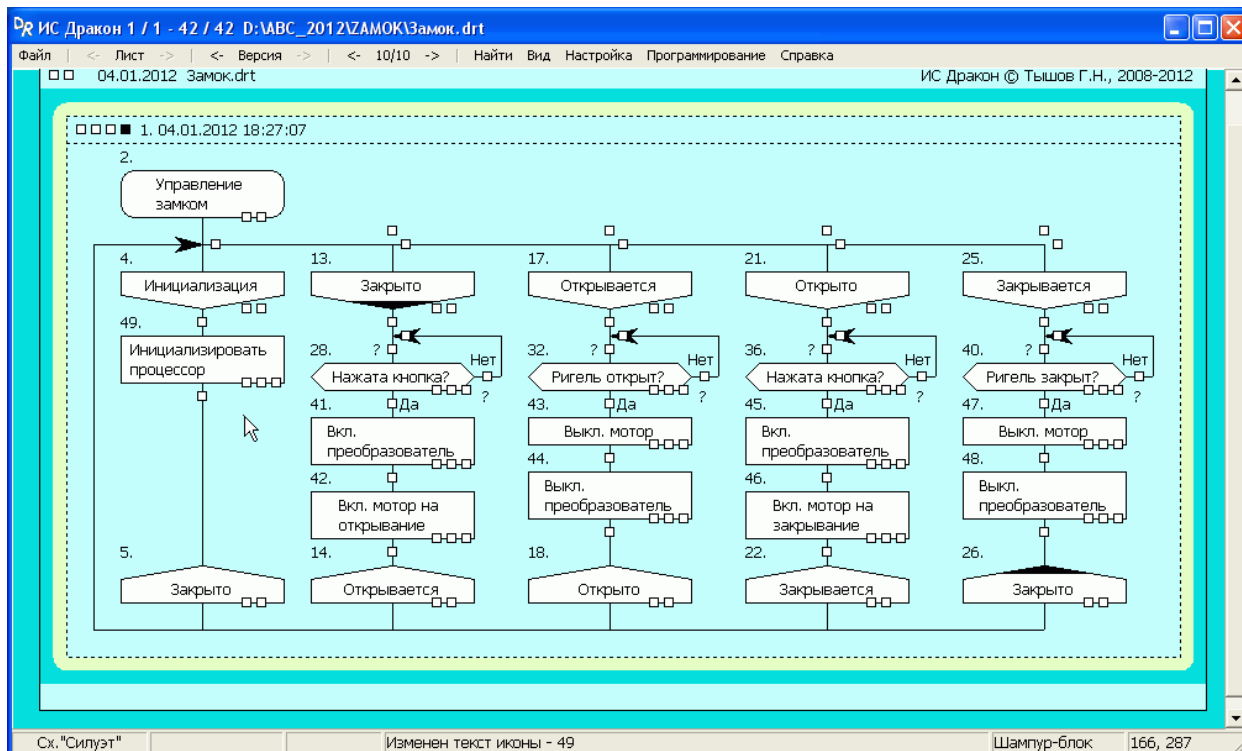 ИС Дракон 1 / 1 - 42 / 42 D:\ABC_2012\ZAMOK\Замок.drt
Файл | <- Лист -> | <- Версия -> | <- 10/10 -> | Найти Вид Настройка Программирование Справка
04.01.2012 Замок.drt ИС Дракон © Тышов Г.Н., 2008-2012
1. 04.01.2012 18:27:07
2.
Управление
замком
4. 13. 17. 21. 25.
Инициализация Закрыто Открывается Открыто Закрывается
49.
Инициализировать
процессор
28. ? 32. ? 36. ? 40. ?
Нет Нет Нет Нет
Нажата кнопка? Ригель открыт? Нажата кнопка? Ригель закрыт?
? ? ? ?
41. Да 43. Да 45. Да 47. Да
Вкл.
преобразователь
Выкл. мотор
Вкл.
преобразователь
Выкл. мотор
42. 44. 46. 48.
Вкл. мотор на
открывание
Выкл.
преобразователь
Вкл. мотор на
закрывание
Выкл.
преобразователь
5. 14. 18. 22. 26.
Закрыто Открывается Открыто Закрывается Закрыто
Сх."Силуэт" Изменен текст иконы - 49 Шампур-блок 166, 287